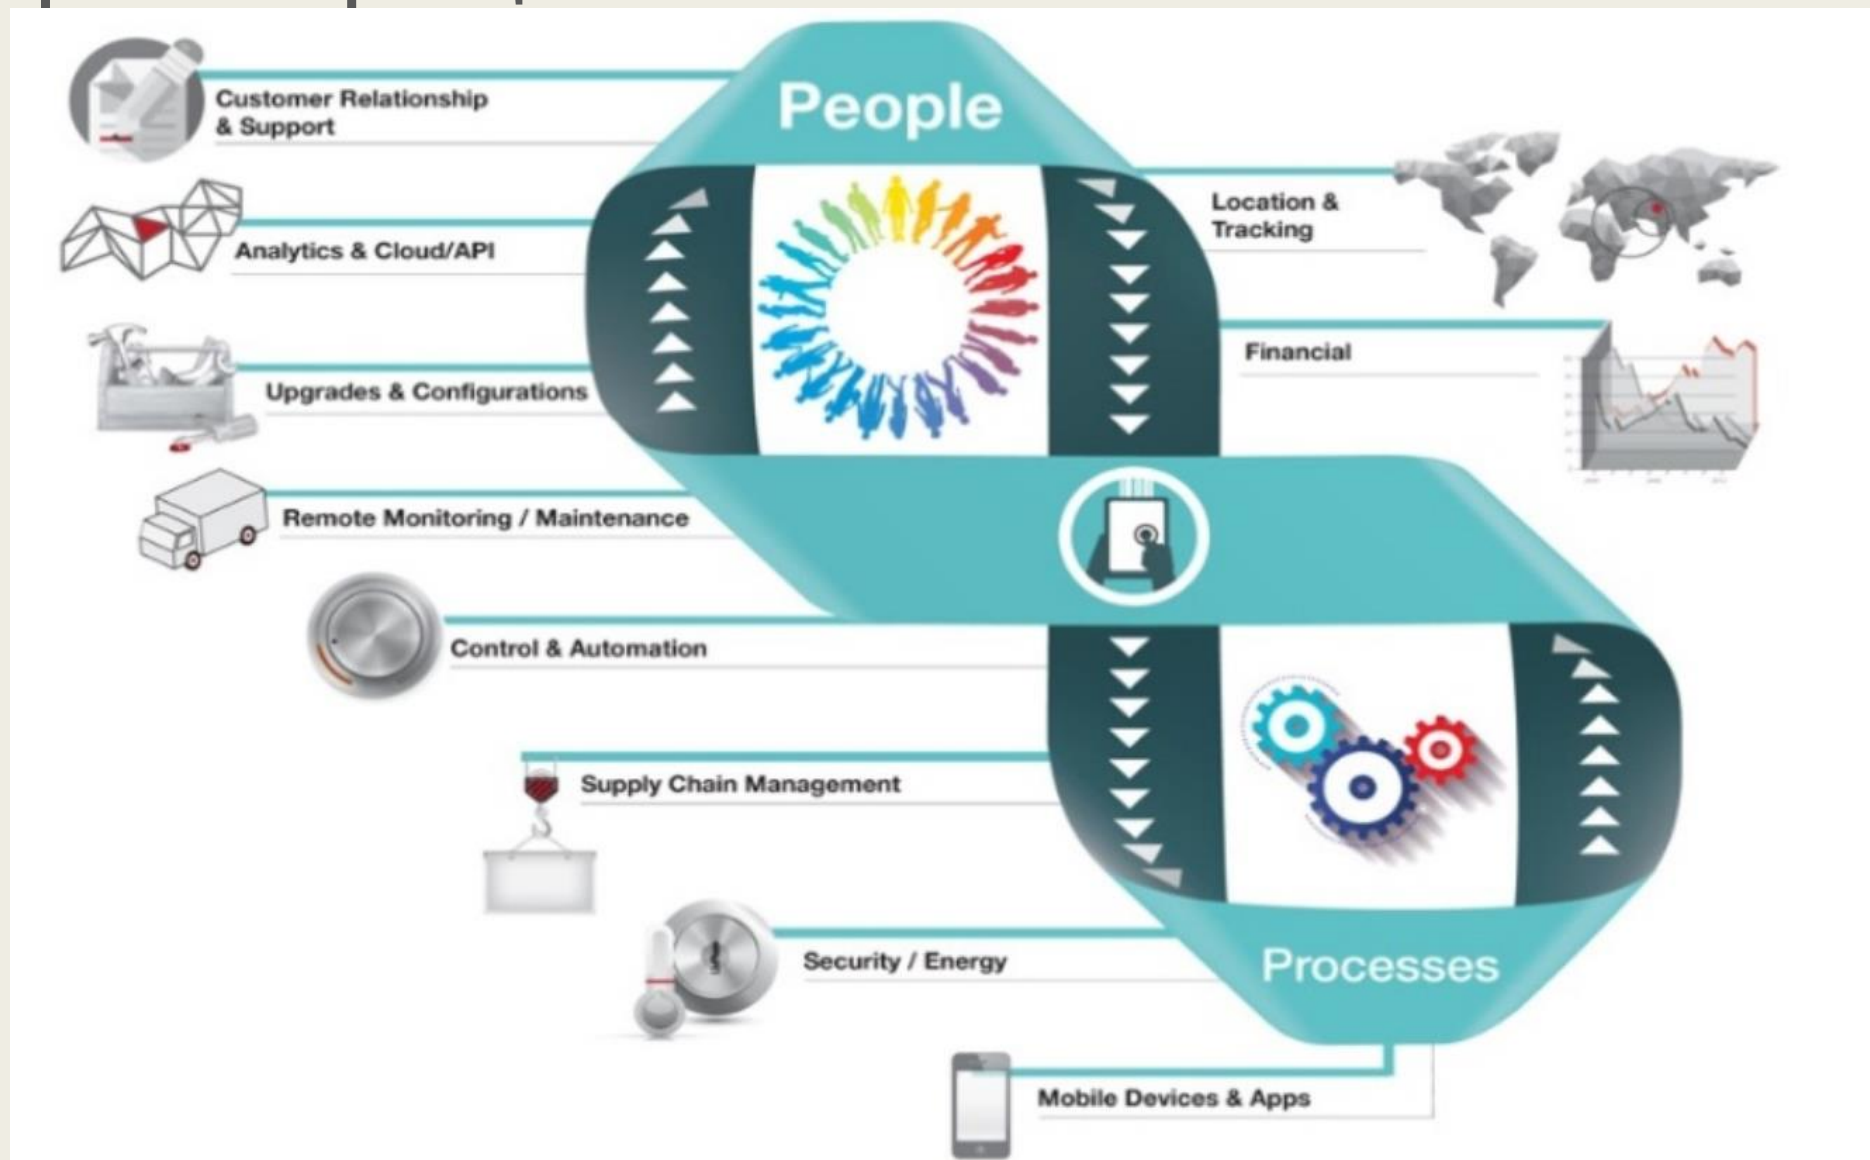 People
Customer Relationship
& Support
Analytics & Cloud/API
Upgrades & Configurations
Remote Monitoring / Maintenance
Control & Automation
Supply Chain Management
Security / Energy
Mobile Devices & Apps
Location &
Tracking
Financial
Processes